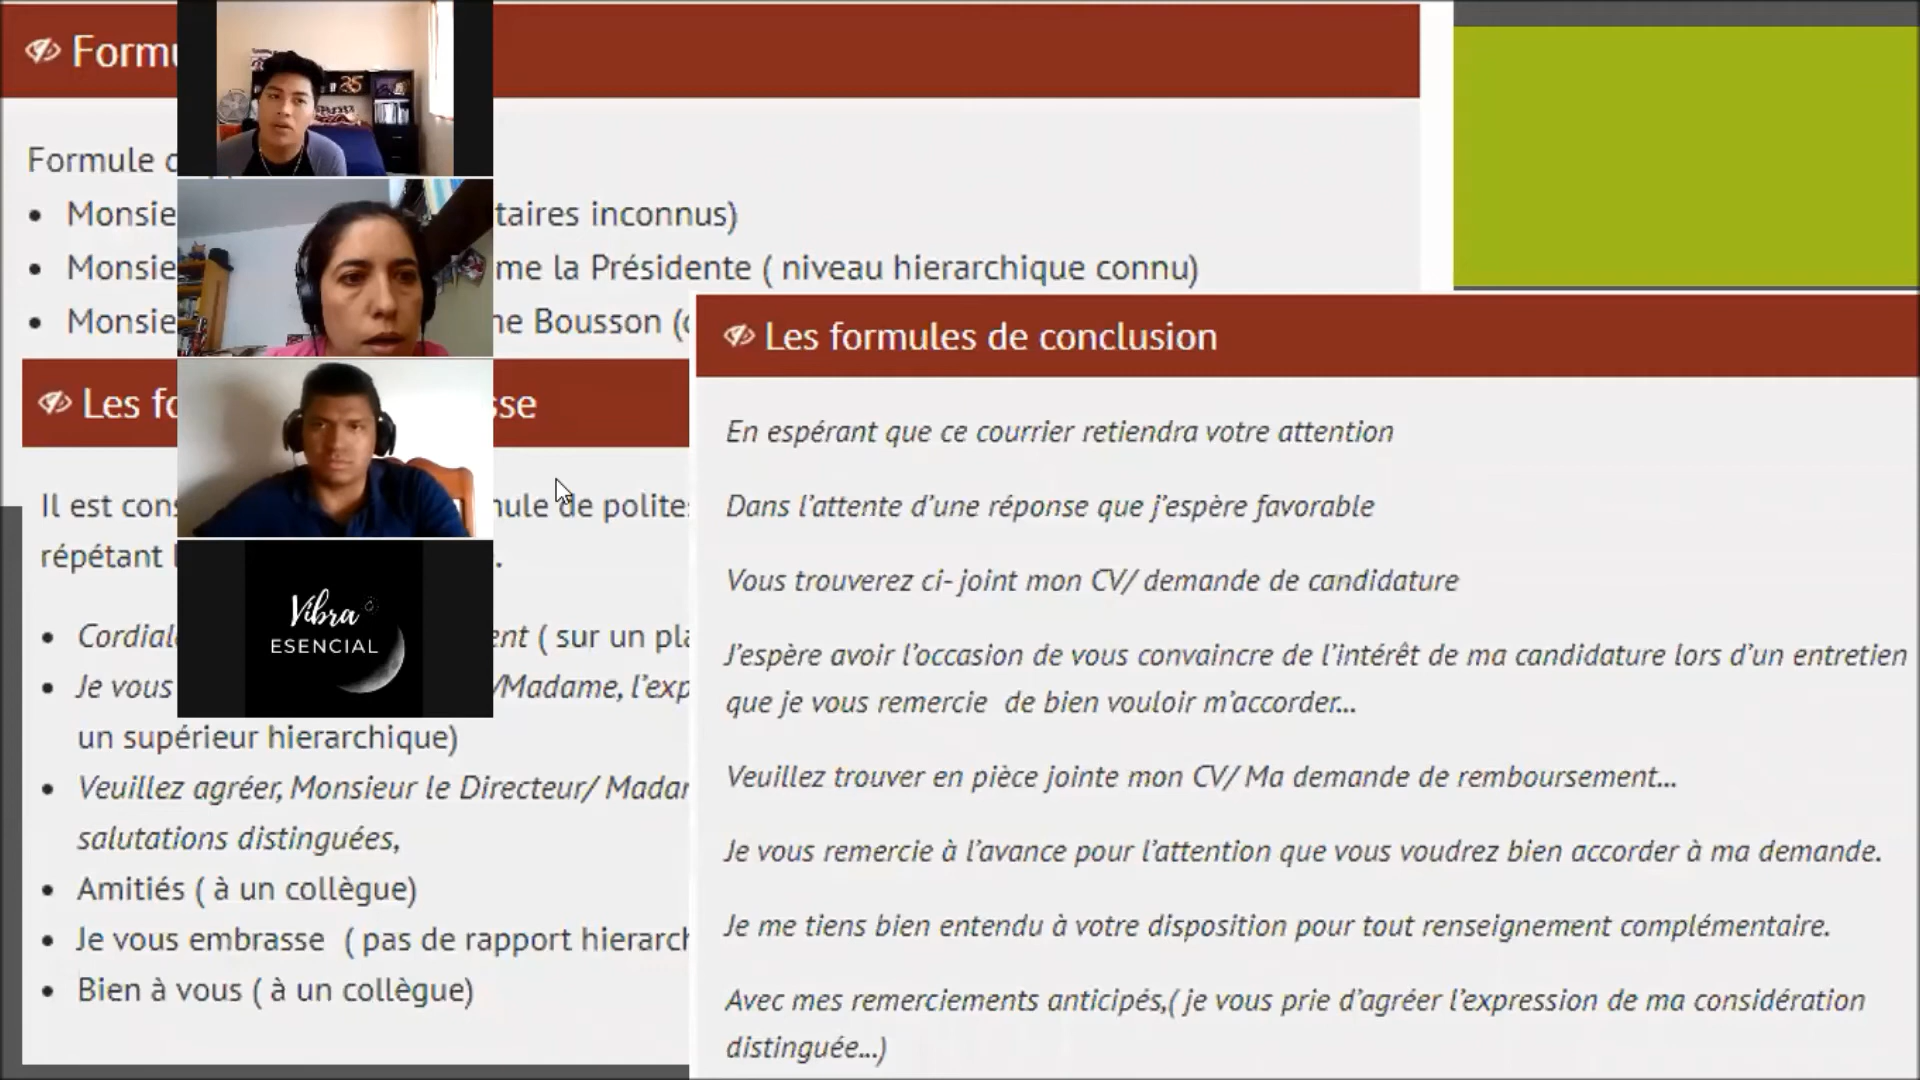 Formule
Monsie taires inconnus)
Monsie me la Présidente ( niveau hierarchique connu)
Monsie ne Bousson (
Les fo sse
Il est cons nule de polite
répétant
Cordial ent ( sur un pla
Je vous /Madame, l'exp
un supérieur hierarchique)
Veuillez agréer, Monsieur le Directeur/ Madar
salutations distinguées,
Amitiés ( à un collègue)
Je vous embrasse ( pas de rapport hierarch
Bien à vous ( à un collègue)
Les formules de conclusion
En espérant que ce courrier retiendra votre attention
Dans l'attente d'une réponse que j'espère favorable
Vous trouverez ci- joint mon CV/ demande de candidature
J'espère avoir l'occasion de vous convaincre de l'intérêt de ma candidature lors d'un entretien
que je vous remercie de bien vouloir m'accorder...
Veuillez trouver en pièce jointe mon CV/ Ma demande de remboursement...
Je vous remercie à l'avance pour l'attention que vous voudrez bien accorder à ma demande.
Je me tiens bien entendu à votre disposition pour tout renseignement complémentaire.
Avec mes remerciements anticipés,( je vous prie d'agréer l'expression de ma considération
distinguée...)
Vibra
ESENCIAL